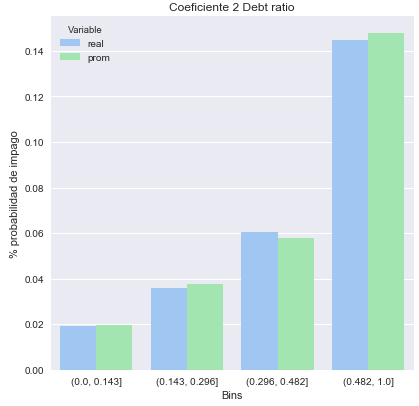 Coeficiente 2 Debt ratio
Variable
real
prom
% probabilidad de impago
0.14
0.12
0.10
0.08
0.06
0.04
0.02
0.00
(0.0, 0.143]
(0.143, 0.296]
(0.296, 0.482]
(0.482, 1.0]
Bins